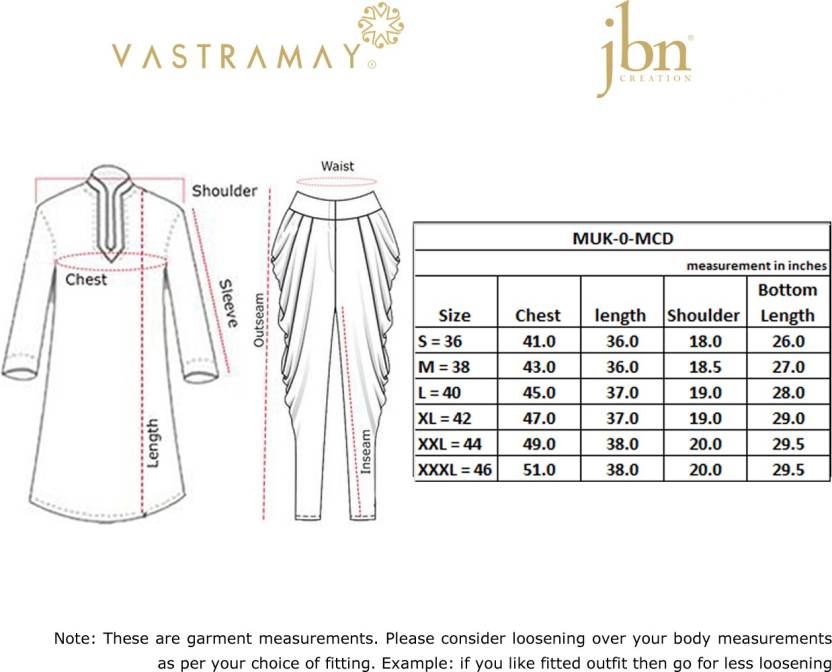 VASTRAMAY®
jbn®
CREATION
Waist
Shoulder
Chest
Sleeve
Length
Outseam
Inseam
MUK-0-MCD
measurement in inches
Size Chest length Shoulder Bottom Length
S = 36 41.0 36.0 18.0 26.0
M = 38 43.0 36.0 18.5 27.0
L = 40 45.0 37.0 19.0 28.0
XL = 42 47.0 37.0 19.0 29.0
XXL = 44 49.0 38.0 20.0 29.5
XXXL = 46 51.0 38.0 20.0 29.5
Note: These are garment measurements. Please consider loosening over your body measurements
as per your choice of fitting. Example: if you like fitted outfit then go for less loosening